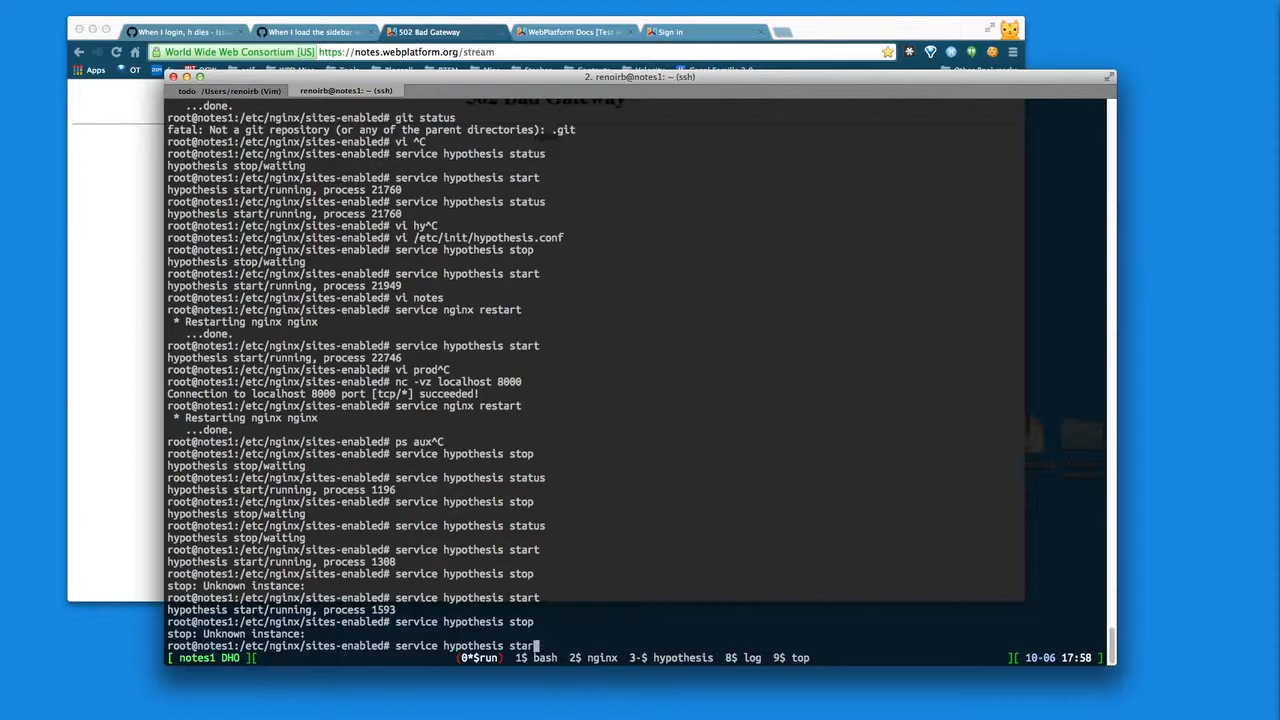 When I login, h dies - Issu
When I load the sidebar w
502 Bad Gateway
WebPlatform Docs [Test w
Sign in
World Wide Web Consortium [US] https://notes.webplatform.org/stream
Apps OT
2. renoirb@notes1: ~ (ssh)
todo /Users/renoirb (Vim) renoirb@notes1: ~ (ssh)
502 Bad Gateway
...done.
root@notes1:/etc/nginx/sites-enabled# git status
fatal: Not a git repository (or any of the parent directories): .git
root@notes1:/etc/nginx/sites-enabled# vi ^C
root@notes1:/etc/nginx/sites-enabled# service hypothesis status
hypothesis stop/waiting
root@notes1:/etc/nginx/sites-enabled# service hypothesis start
hypothesis start/running, process 21760
root@notes1:/etc/nginx/sites-enabled# service hypothesis status
hypothesis start/running, process 21760
root@notes1:/etc/nginx/sites-enabled# vi hy^C
root@notes1:/etc/nginx/sites-enabled# vi /etc/init/hypothesis.conf
root@notes1:/etc/nginx/sites-enabled# service hypothesis stop
hypothesis stop/waiting
root@notes1:/etc/nginx/sites-enabled# service hypothesis start
hypothesis start/running, process 21949
root@notes1:/etc/nginx/sites-enabled# vi notes
root@notes1:/etc/nginx/sites-enabled# service nginx restart
* Restarting nginx nginx
...done.
root@notes1:/etc/nginx/sites-enabled# service hypothesis start
hypothesis start/running, process 22746
root@notes1:/etc/nginx/sites-enabled# vi prod^C
root@notes1:/etc/nginx/sites-enabled# nc -vz localhost 8000
Connection to localhost 8000 port [tcp/*] succeeded!
root@notes1:/etc/nginx/sites-enabled# service nginx restart
* Restarting nginx nginx
...done.
root@notes1:/etc/nginx/sites-enabled# ps aux^C
root@notes1:/etc/nginx/sites-enabled# service hypothesis stop
hypothesis stop/waiting
root@notes1:/etc/nginx/sites-enabled# service hypothesis status
hypothesis start/running, process 1196
root@notes1:/etc/nginx/sites-enabled# service hypothesis stop
hypothesis stop/waiting
root@notes1:/etc/nginx/sites-enabled# service hypothesis status
hypothesis stop/waiting
root@notes1:/etc/nginx/sites-enabled# service hypothesis start
hypothesis start/running, process 1308
root@notes1:/etc/nginx/sites-enabled# service hypothesis stop
stop: Unknown instance:
root@notes1:/etc/nginx/sites-enabled# service hypothesis start
hypothesis start/running, process 1593
root@notes1:/etc/nginx/sites-enabled# service hypothesis stop
stop: Unknown instance:
root@notes1:/etc/nginx/sites-enabled# service hypothesis star
[ notes1 DHO ][ (0*$run) 1$ bash 2$ nginx 3-$ hypothesis 8$ log 9$ top ][ 10-06 17:58 ]